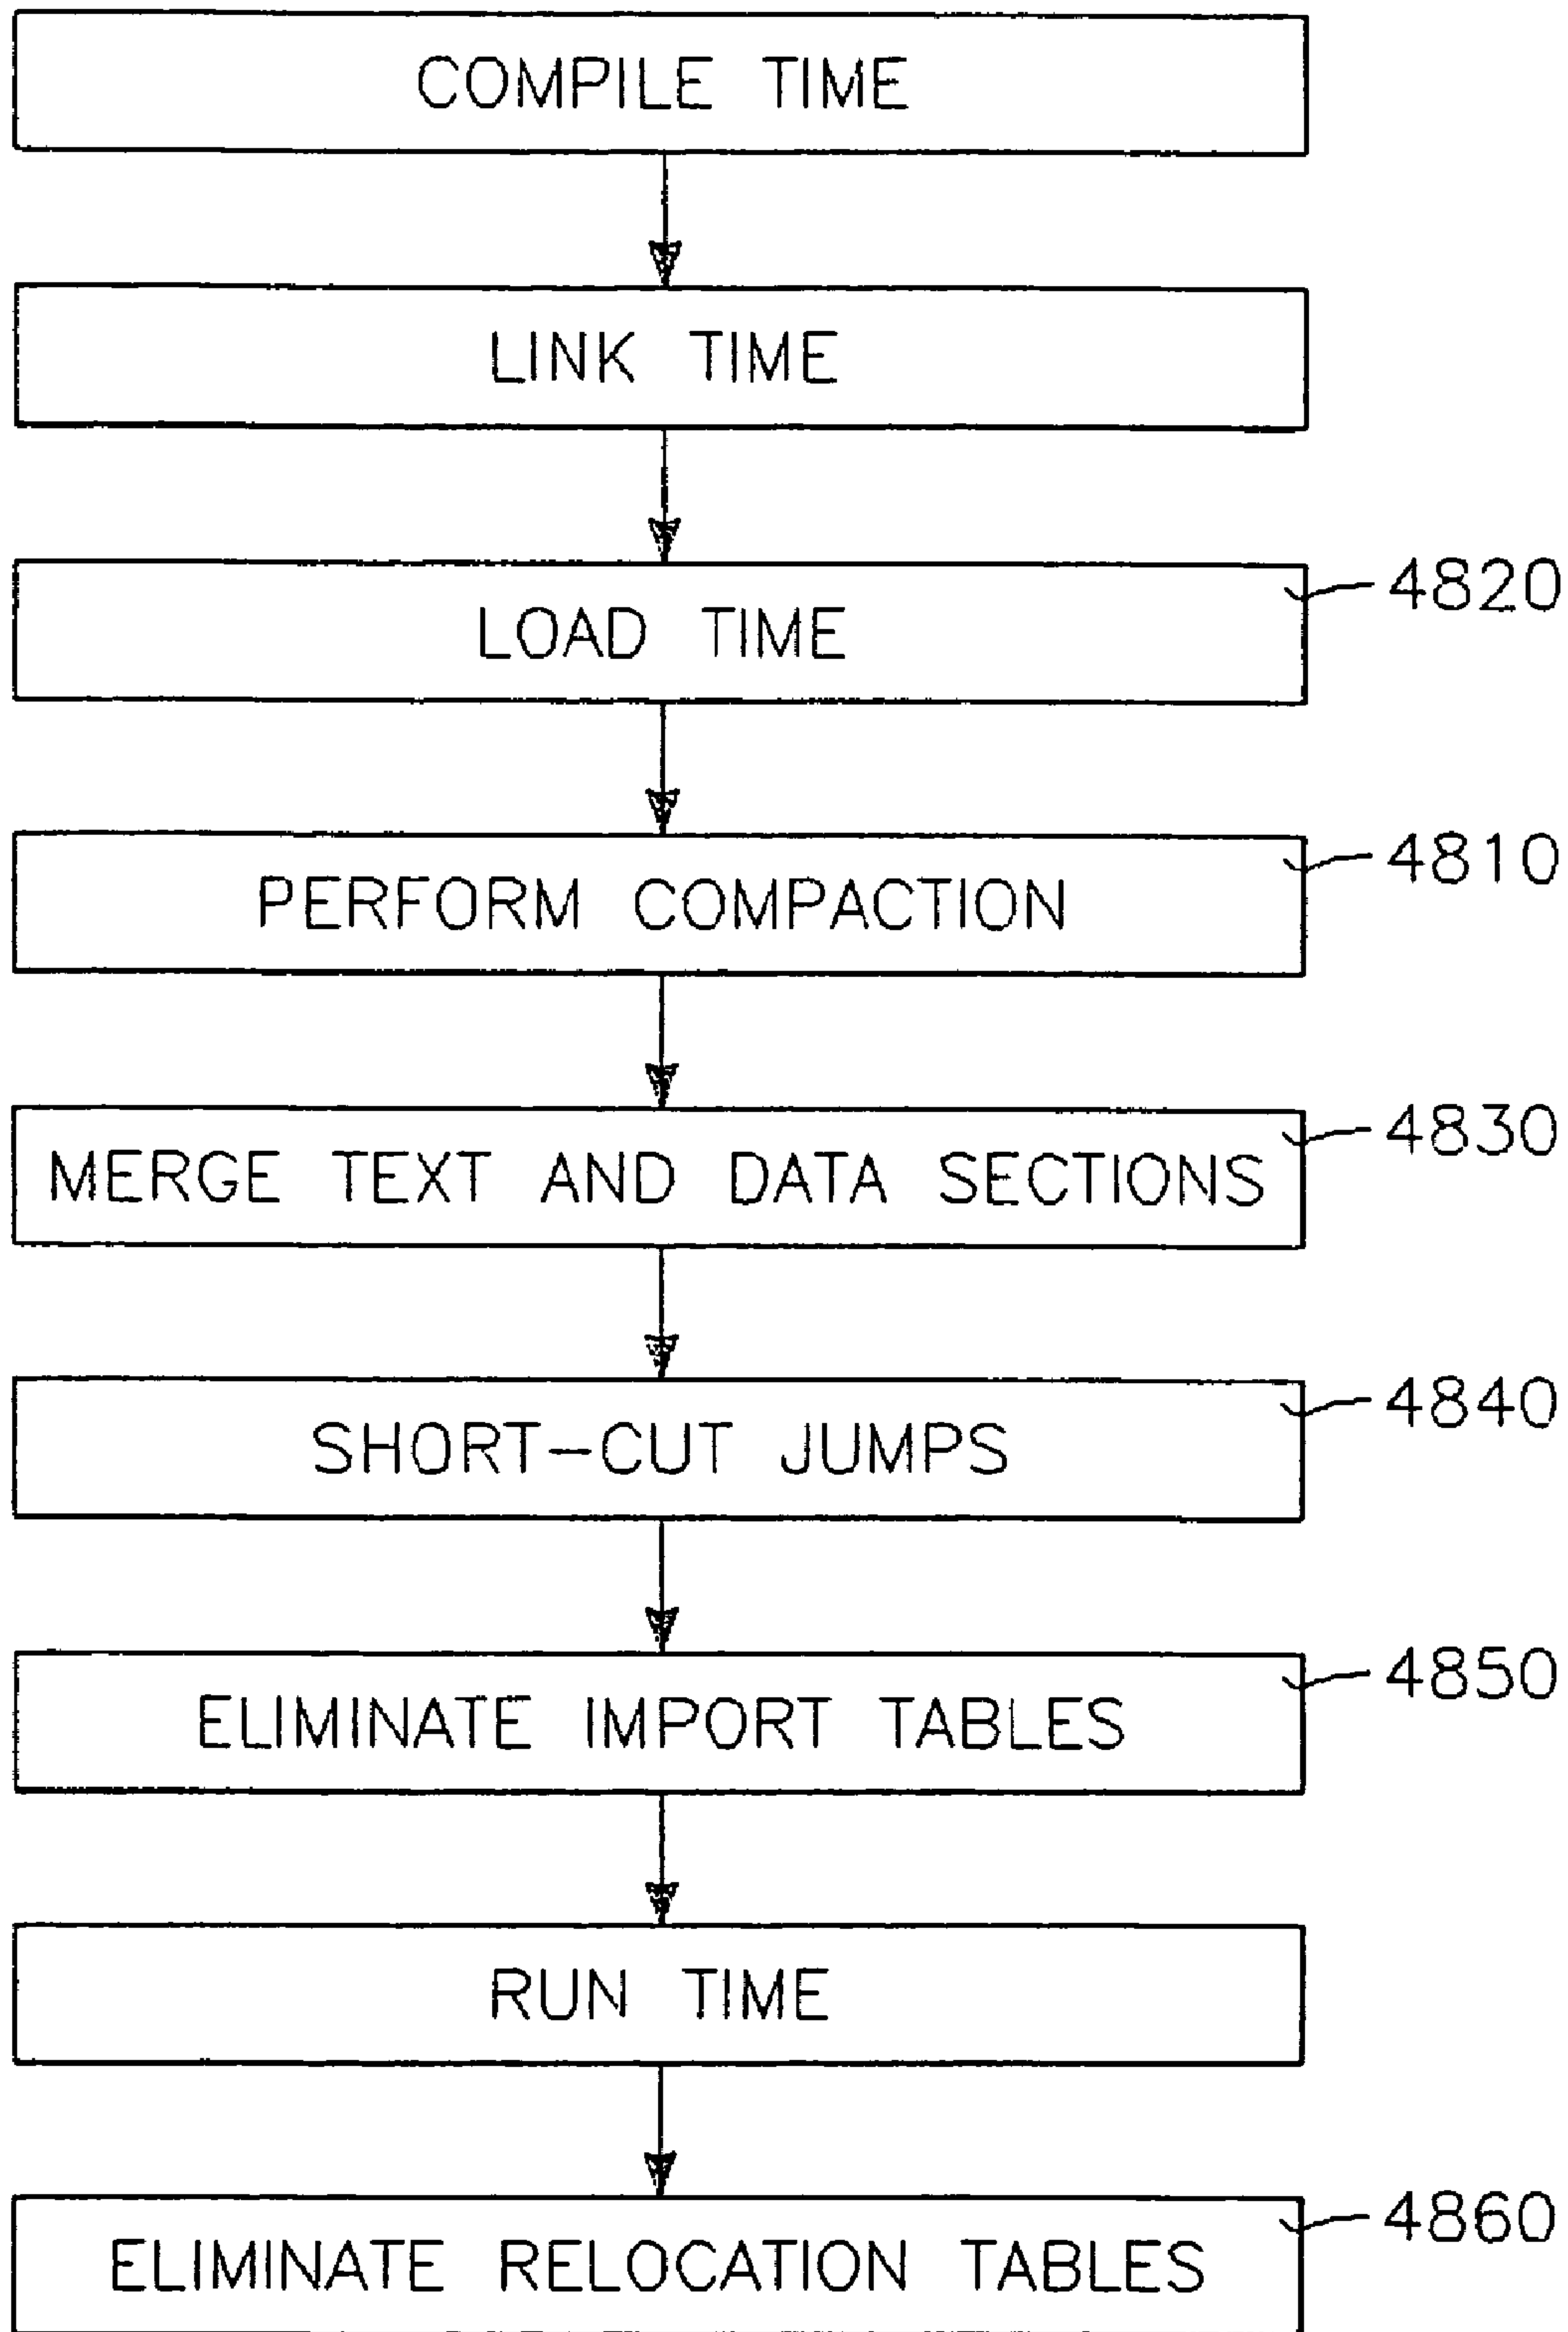 COMPILE TIME
LINK TIME
LOAD TIME
4820
PERFORM COMPACTION
4810
MERGE TEXT AND DATA SECTIONS
4830
SHORT-CUT JUMPS
4840
ELIMINATE IMPORT TABLES
4850
RUN TIME
ELIMINATE RELOCATION TABLES
4860